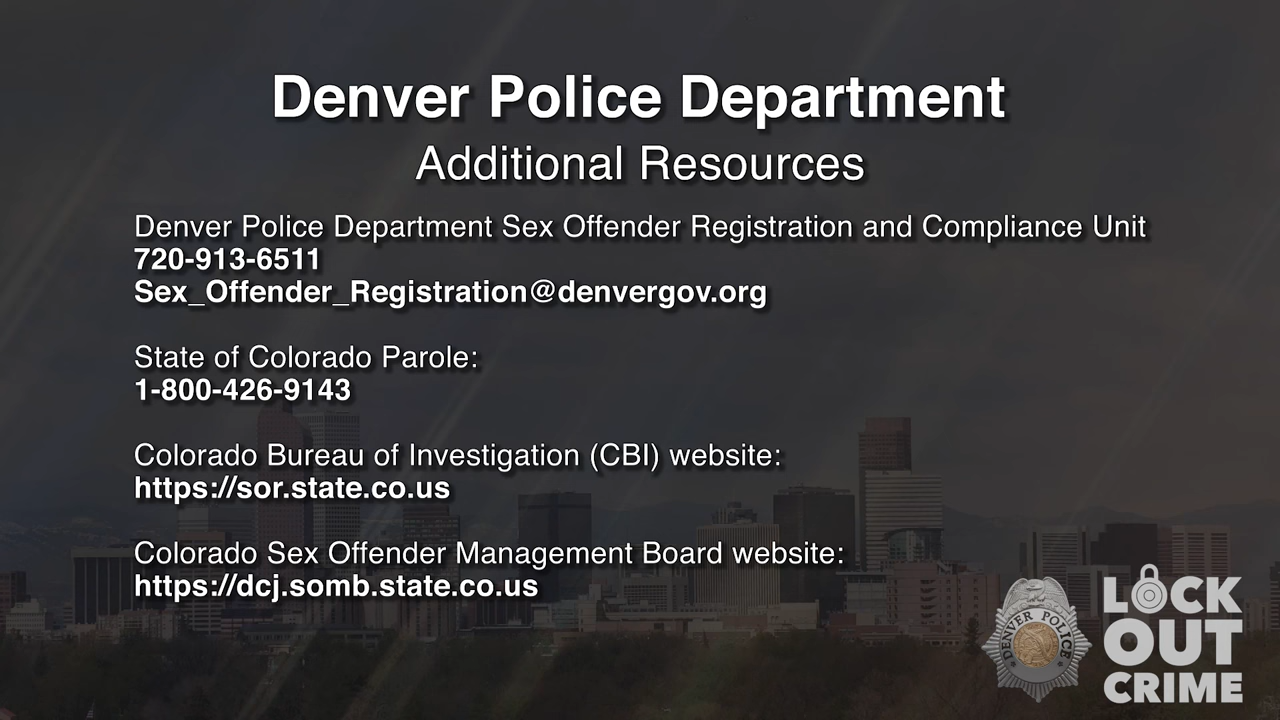 Denver Police Department
Additional Resources
Denver Police Department Sex Offender Registration and Compliance Unit
720-913-6511
Sex_Offender_Registration@denvergov.org
State of Colorado Parole:
1-800-426-9143
Colorado Bureau of Investigation (CBI) website:
https://sor.state.co.us
Colorado Sex Offender Management Board website:
https://dcj.somb.state.co.us
DENVER POLICE
LOCK
OUT
CRIME